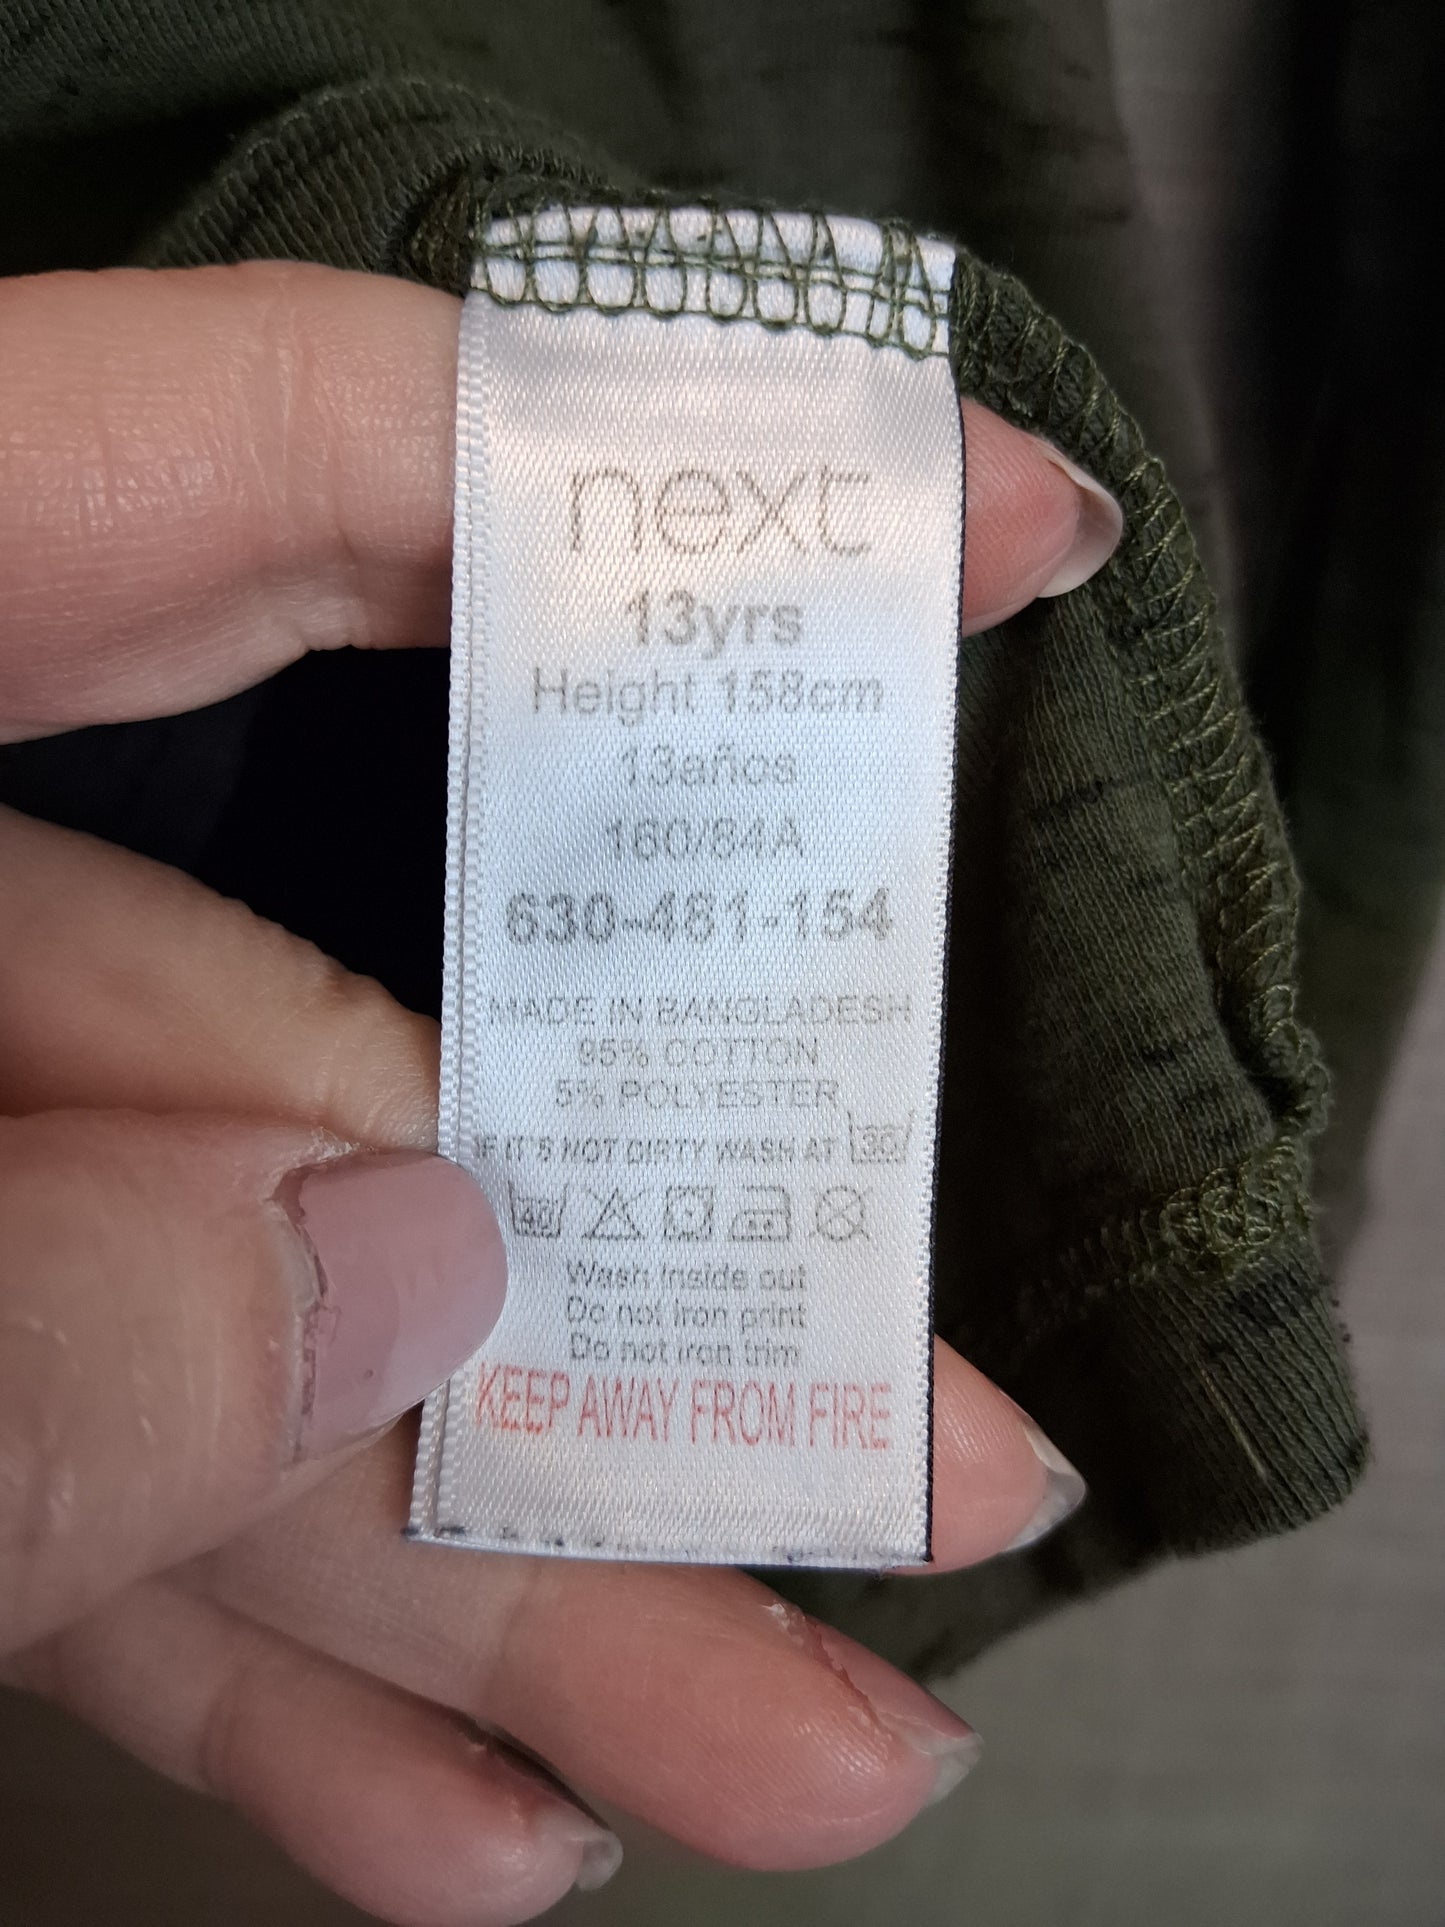 next
13yrs
Height 158cm
13años
160/84A
630-481-154
MADE IN BANGLADESH
95% COTTON
5% POLYESTER
IF IT'S NOT DIRTY WASH AT 30
40
Wash inside out
Do not iron print
Do not iron trim
KEEP AWAY FROM FIRE